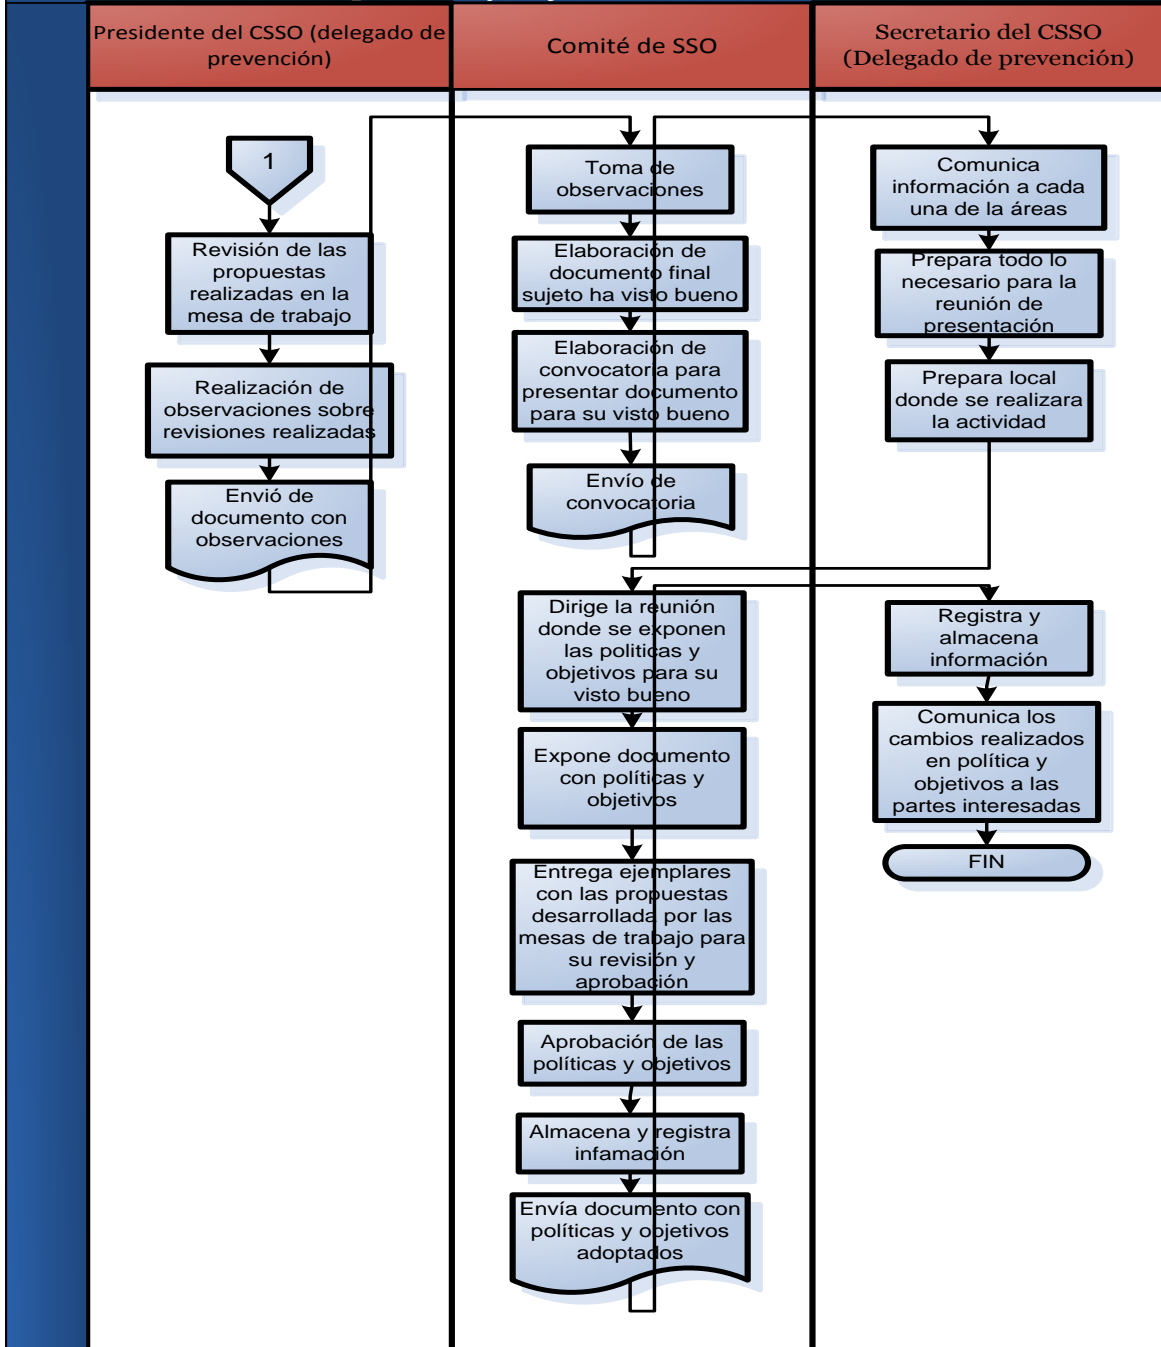 Presidente del CSSO (delegado de
prevención)
Comité de SSO
Secretario del CSSO
(Delegado de prevención)
1
Revisión de las
propuestas
realizadas en la
mesa de trabajo
Realización de
observaciones sobre
revisiones realizadas
Envió de
documento con
observaciones
Toma de
observaciones
Elaboración de
documento final
sujeto ha visto bueno
Elaboración de
convocatoria para
presentar documento
para su visto bueno
Envío de
convocatoria
Comunica
información a cada
una de la áreas
Prepara todo lo
necesario para la
reunión de
presentación
Prepara local
donde se realizara
la actividad
Dirige la reunión
donde se exponen
las politicas y
objetivos para su
visto bueno
Expone documento
con políticas y
objetivos
Entrega ejemplares
con las propuestas
desarrollada por las
mesas de trabajo para
su revisión y
aprobación
Aprobación de las
políticas y objetivos
Almacena y registra
infamación
Envía documento con
políticas y objetivos
adoptados
Registra y
almacena
información
Comunica los
cambios realizados
en política y
objetivos a las
partes interesadas
FIN